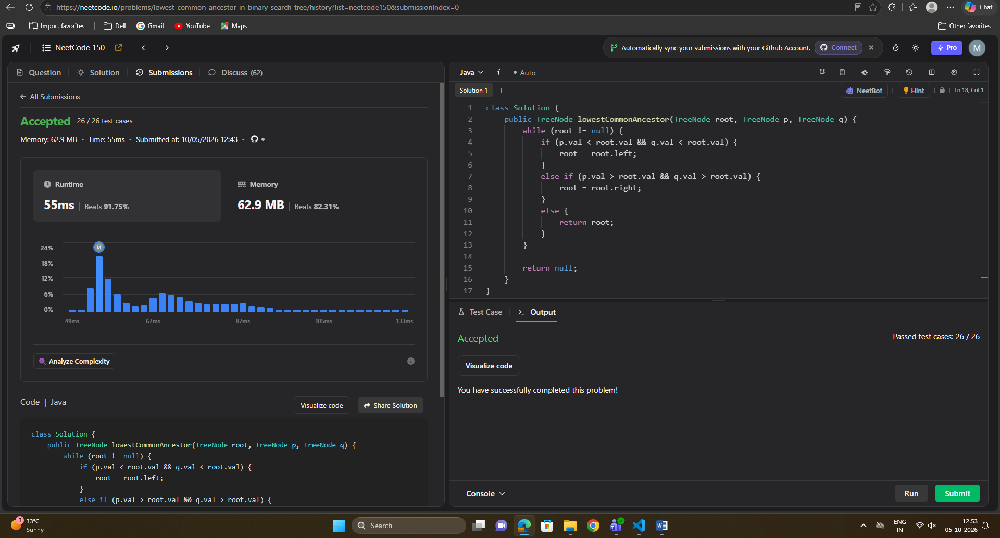 https://neetcode.io/problems/lowest-common-ancestor-in-binary-search-tree/history?list=neetcode150&submissionIndex=0
Chat
Import favorites
Dell
Gmail
YouTube
Maps
Other favorites
NeetCode 150
Automatically sync your submissions with your Github Account.
Connect
Pro
M
Question
Solution
Submissions
Discuss (62)
All Submissions
Accepted 26 / 26 test cases
Memory: 62.9 MB • Time: 55ms • Submitted at: 10/05/2026 12:43 •
Runtime
55ms | Beats 91.75%
Memory
62.9 MB | Beats 82.31%
M
24%
18%
12%
6%
0%
49ms 67ms 87ms 105ms 133ms
Analyze Complexity
Code | Java
Visualize code
Share Solution
class Solution {
    public TreeNode lowestCommonAncestor(TreeNode root, TreeNode p, TreeNode q) {
        while (root != null) {
            if (p.val < root.val && q.val < root.val) {
                root = root.left;
            }
            else if (p.val > root.val && q.val > root.val) {
Java
i
Auto
Solution 1 +
NeetBot | Hint | | Ln 18, Col 1
1 class Solution {
2     public TreeNode lowestCommonAncestor(TreeNode root, TreeNode p, TreeNode q) {
3         while (root != null) {
4             if (p.val < root.val && q.val < root.val) {
5                 root = root.left;
6             }
7             else if (p.val > root.val && q.val > root.val) {
8                 root = root.right;
9             }
10             else {
11                 return root;
12             }
13         }
14
15         return null;
16     }
17 }
Test Case
Output
Accepted
Passed test cases: 26 / 26
Visualize code
You have successfully completed this problem!
Console
Run
Submit
3
33°C
Sunny
Search
ENG
IN
12:53
05-10-2026